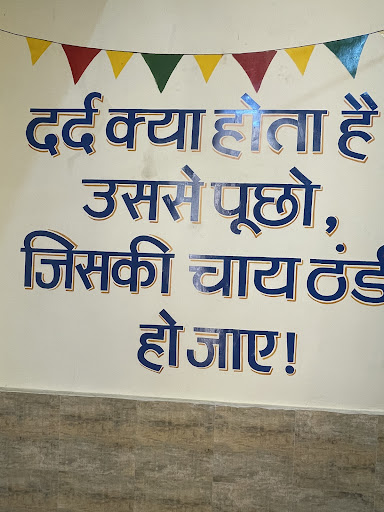 दर्द क्या होता है
उससे पूछो,
जिसकी चाय ठंडी
हो जाए!